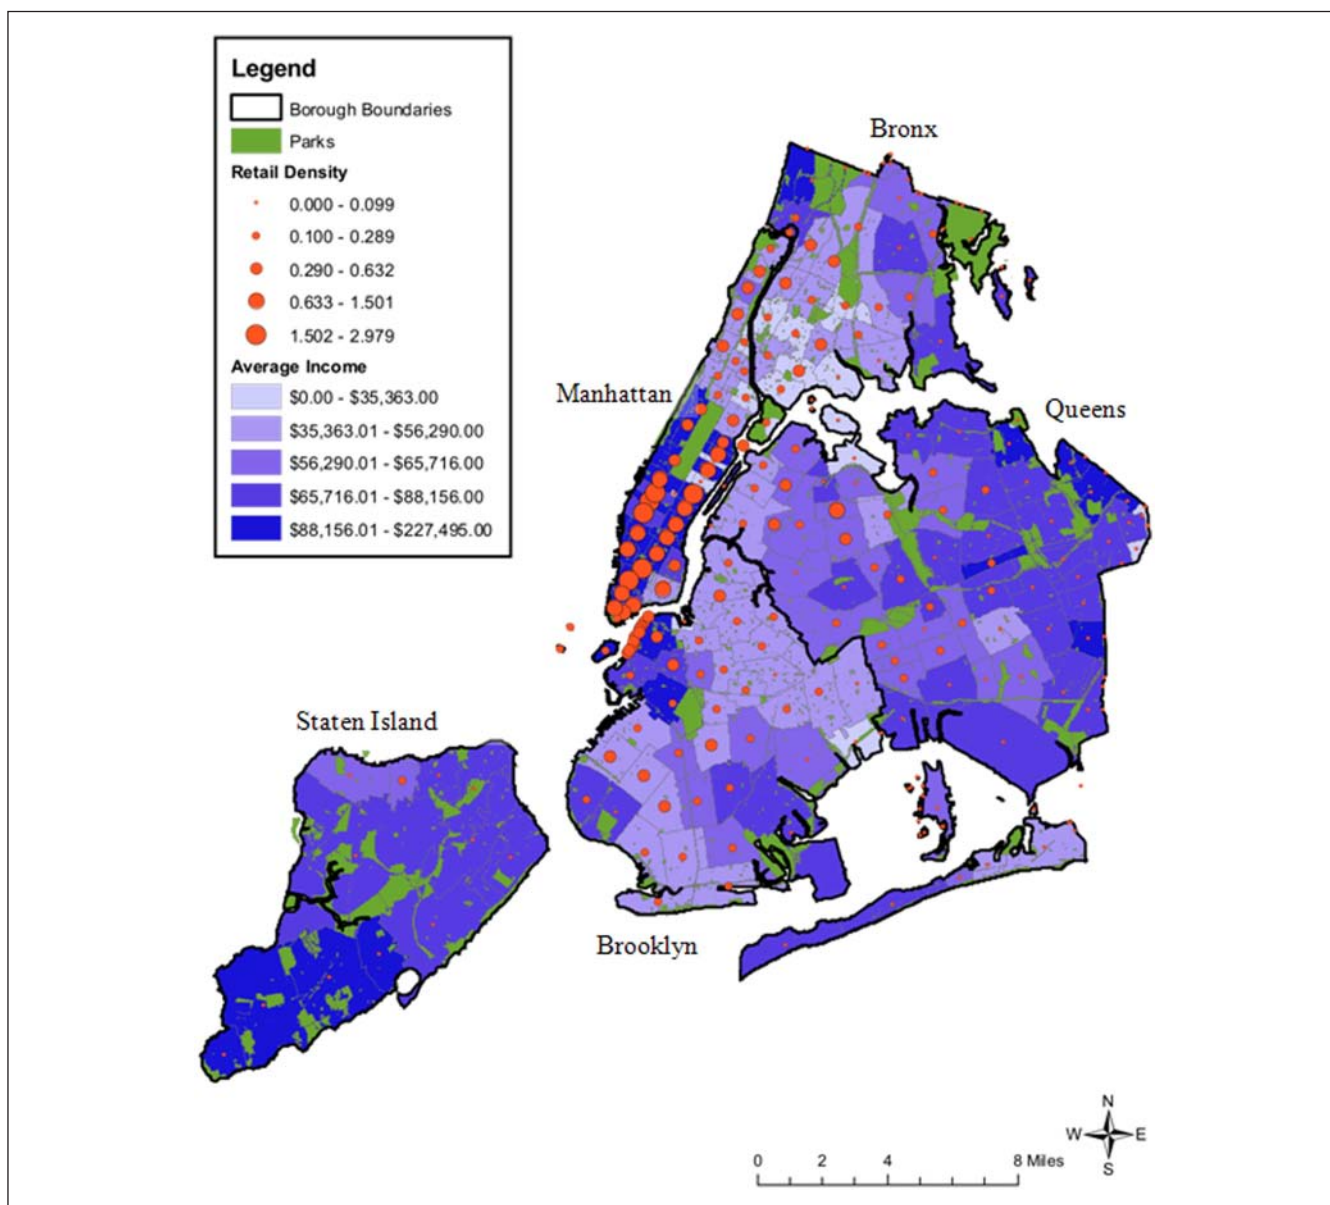 Legend
Borough Boundaries
Parks
Retail Density
0.000 - 0.099
0.100 - 0.289
0.290 - 0.632
0.633 - 1.501
1.502 - 2.979
Average Income
$0.00 - $35,363.00
$35,363.01 - $56,290.00
$56,290.01 - $65,716.00
$65,716.01 - $88,156.00
$88,156.01 - $227,495.00
Bronx
Manhattan
Queens
Staten Island
Brooklyn
N
W E
S
0 2 4 8 Miles